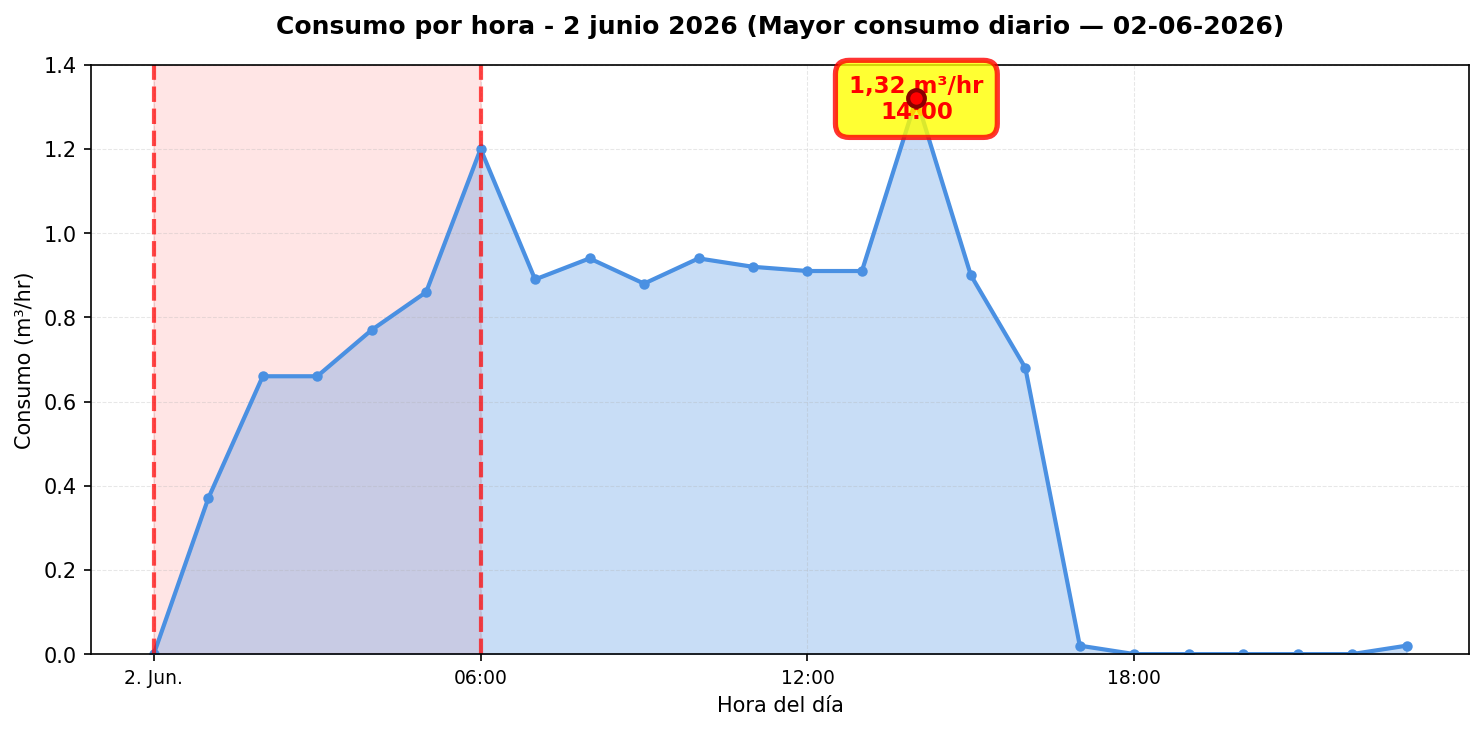 Consumo por hora - 2 junio 2026 (Mayor consumo diario — 02-06-2026)
1.4
1.2
1.0
0.8
0.6
0.4
0.2
0.0
Consumo (m³/hr)
1,32 m³/hr
14:00
2. Jun.
06:00
12:00
18:00
Hora del día